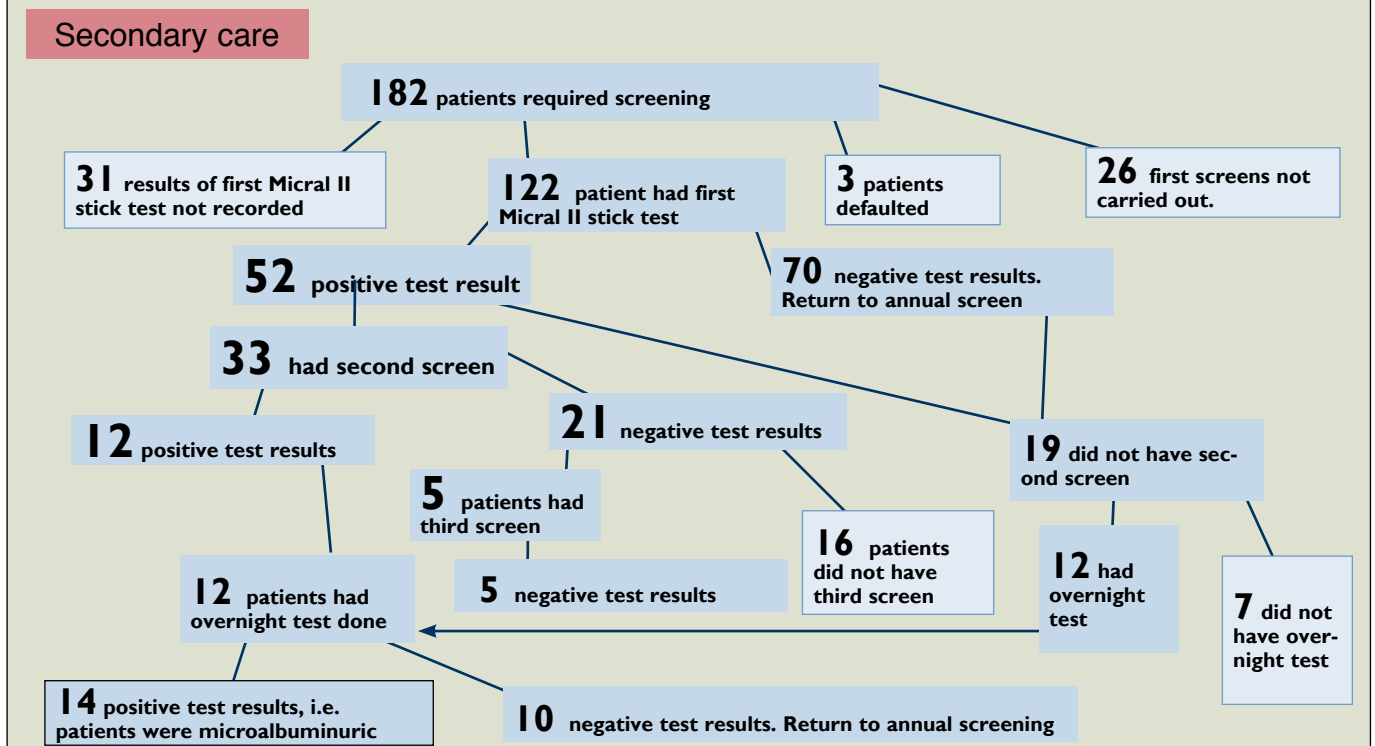 Secondary care
182 patients required screening
31 results of first Micral II
stick test not recorded
122 patient had first
Micral II stick test
3 patients
defaulted
26 first screens not
carried out.
52 positive test result
70 negative test results.
Return to annual screen
33 had second screen
12 positive test results
21 negative test results
19 did not have sec-
ond screen
5 patients had
third screen
16 patients
did not have
third screen
12 had
overnight
test
7 did not
have over-
night test
12 patients had
overnight test done
5 negative test results
14 positive test results, i.e.
patients were microalbuminuric
10 negative test results. Return to annual screening